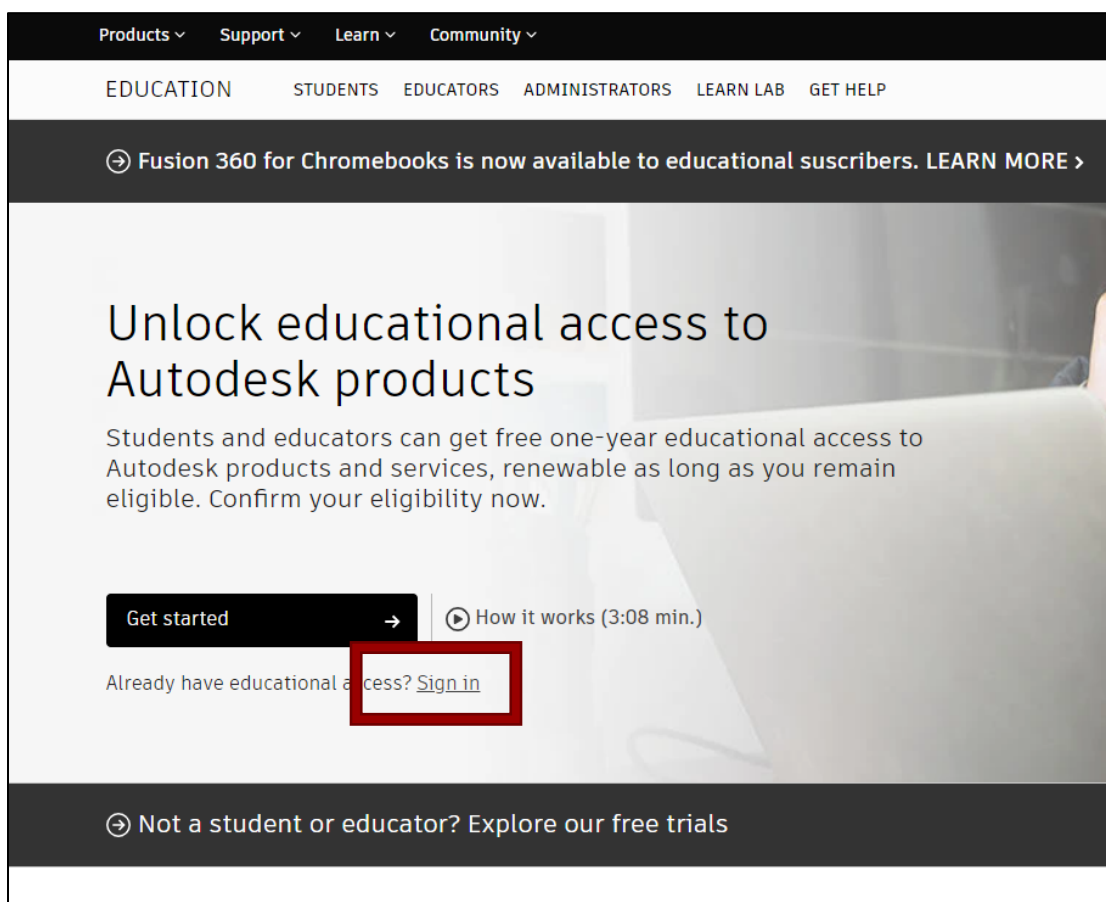 Products Support Learn Community
EDUCATION STUDENTS EDUCATORS ADMINISTRATORS LEARN LAB GET HELP
Fusion 360 for Chromebooks is now available to educational suscribers. LEARN MORE >
Unlock educational access to
Autodesk products
Students and educators can get free one-year educational access to
Autodesk products and services, renewable as long as you remain
eligible. Confirm your eligibility now.
Get started → How it works (3:08 min.)
Already have educational access? Sign in
Not a student or educator? Explore our free trials